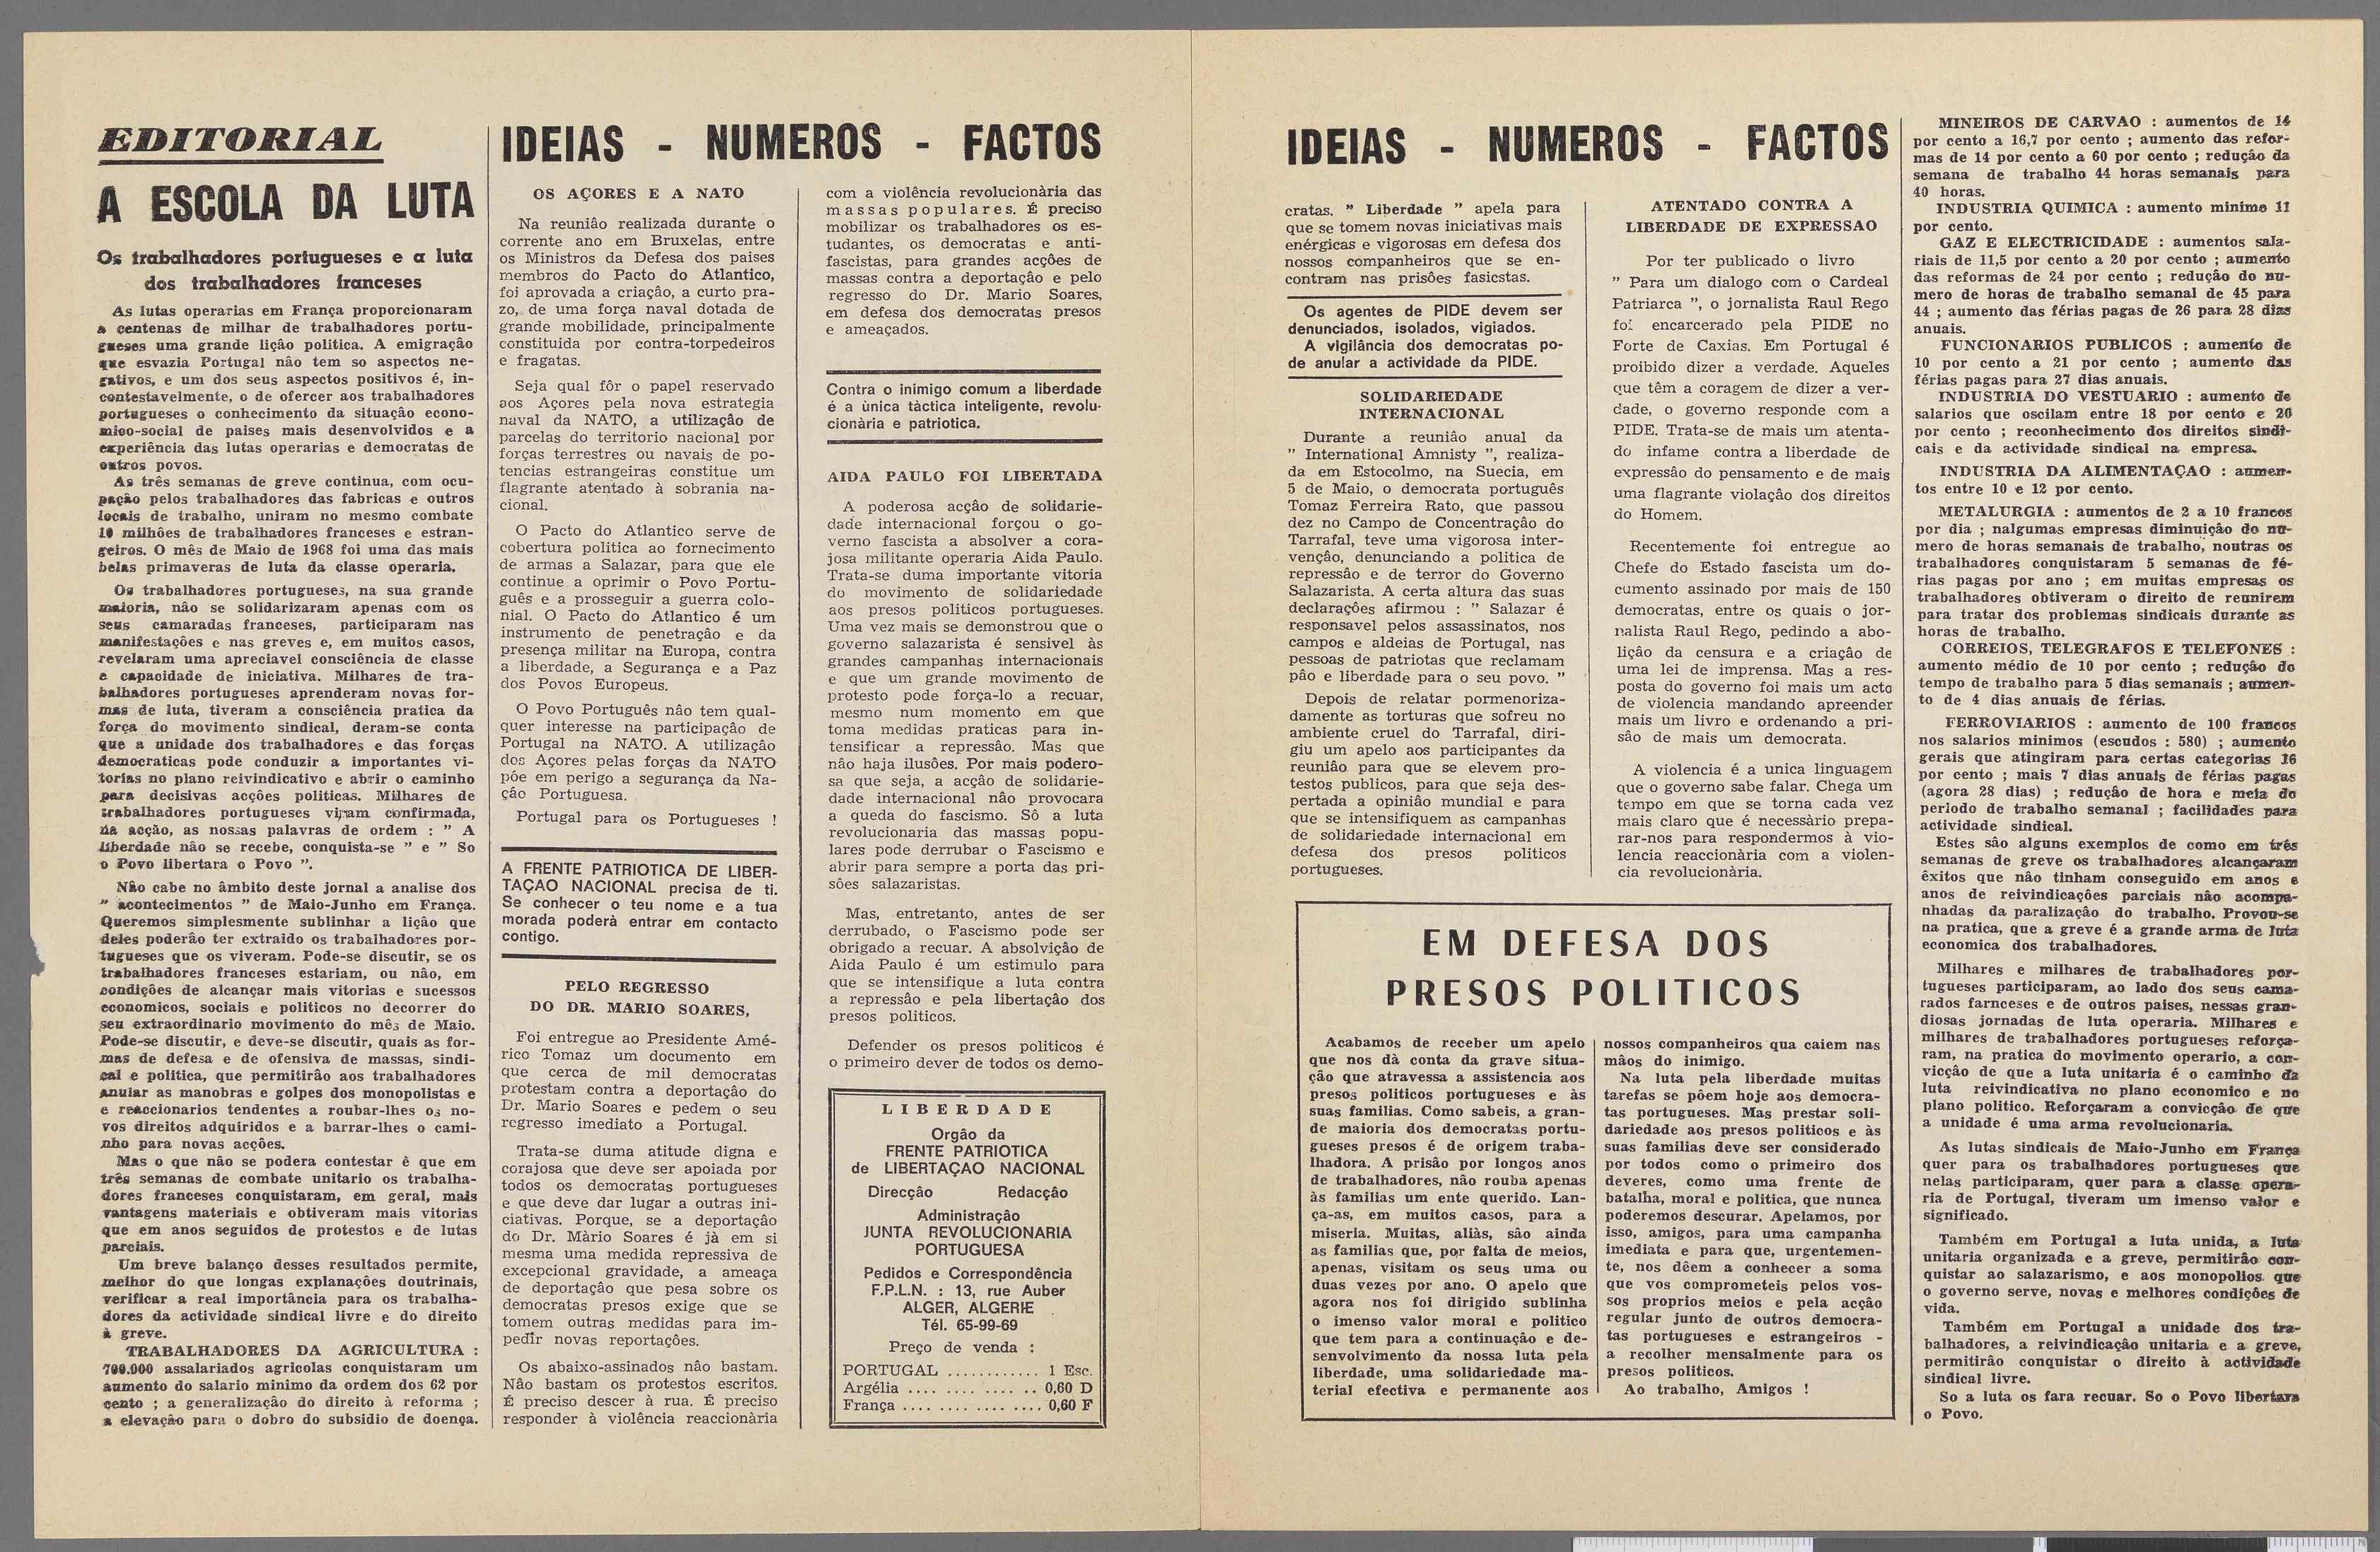 EDITORIAL
A ESCOLA DA LUTA
Os trabalhadores portugueses e a luta
dos trabalhadores franceses
As lutas operarias em França proporcionaram
a centenas de milhar de trabalhadores portu-
gueses uma grande lição politica. A emigração
que esvazia Portugal não tem so aspectos ne-
gativos, e um dos seus aspectos positivos é, in-
contestavelmente, o de ofercer aos trabalhadores
portugueses o conhecimento da situação econo-
mico-social de paises mais desenvolvidos e a
experiência das lutas operarias e democratas de
outros povos.
As três semanas de greve continua, com ocu-
pação pelos trabalhadores das fabricas e outros
locais de trabalho, uniram no mesmo combate
10 milhões de trabalhadores franceses e estran-
geiros. O mês de Maio de 1968 foi uma das mais
belas primaveras de luta da classe operaria.
Os trabalhadores portugueses, na sua grande
maioria, não se solidarizaram apenas com os
seus camaradas franceses, participaram nas
manifestações e nas greves e, em muitos casos,
revelaram uma apreciavel consciência de classe
e capacidade de iniciativa. Milhares de tra-
balhadores portugueses aprenderam novas for-
mas de luta, tiveram a consciência pratica da
força do movimento sindical, deram-se conta
que a unidade dos trabalhadores e das forças
democraticas pode conduzir a importantes vi-
torias no plano reivindicativo e abrir o caminho
para decisivas acções politicas. Milhares de
trabalhadores portugueses viram confirmada,
na acção, as nossas palavras de ordem : " A
liberdade não se recebe, conquista-se " e " So
o Povo libertara o Povo ".
Não cabe no âmbito deste jornal a analise dos
" acontecimentos " de Maio-Junho em França.
Queremos simplesmente sublinhar a lição que
deles poderão ter extraido os trabalhadores por-
tugueses que os viveram. Pode-se discutir, se os
trabalhadores franceses estariam, ou não, em
condições de alcançar mais vitorias e sucessos
economicos, sociais e politicos no decorrer do
seu extraordinario movimento do mês de Maio.
Pode-se discutir, e deve-se discutir, quais as for-
mas de defesa e de ofensiva de massas, sindi-
cal e politica, que permitirão aos trabalhadores
anular as manobras e golpes dos monopolistas e
e reaccionarios tendentes a roubar-lhes os no-
vos direitos adquiridos e a barrar-lhes o cami-
nho para novas acções.
Mas o que não se podera contestar é que em
três semanas de combate unitario os trabalha-
dores franceses conquistaram, em geral, mais
vantagens materiais e obtiveram mais vitorias
que em anos seguidos de protestos e de lutas
parciais.
Um breve balanço desses resultados permite,
melhor do que longas explanações doutrinais,
verificar a real importância para os trabalha-
dores da actividade sindical livre e do direito
à greve.
TRABALHADORES DA AGRICULTURA :
700.000 assalariados agricolas conquistaram um
aumento do salario minimo da ordem dos 62 por
cento ; a generalização do direito à reforma ;
a elevação para o dobro do subsidio de doença.
IDEIAS - NUMEROS - FACTOS
OS AÇORES E A NATO
Na reunião realizada durante o
corrente ano em Bruxelas, entre
os Ministros da Defesa dos paises
membros do Pacto do Atlantico,
foi aprovada a criação, a curto pra-
zo, de uma força naval dotada de
grande mobilidade, principalmente
constituida por contra-torpedeiros
e fragatas.
Seja qual fôr o papel reservado
aos Açores pela nova estrategia
naval da NATO, a utilização de
parcelas do territorio nacional por
forças terrestres ou navais de po-
tencias estrangeiras constitue um
flagrante atentado à sobrania na-
cional.
O Pacto do Atlantico serve de
cobertura politica ao fornecimento
de armas a Salazar, para que ele
continue a oprimir o Povo Portu-
guês e a prosseguir a guerra colo-
nial. O Pacto do Atlantico é um
instrumento de penetração e da
presença militar na Europa, contra
a liberdade, a Segurança e a Paz
dos Povos Europeus.
O Povo Português não tem qual-
quer interesse na participação de
Portugal na NATO. A utilização
dos Açores pelas forças da NATO
põe em perigo a segurança da Na-
ção Portuguesa.
Portugal para os Portugueses !
A FRENTE PATRIOTICA DE LIBER-
TAÇAO NACIONAL precisa de ti.
Se conhecer o teu nome e a tua
morada poderà entrar em contacto
contigo.
PELO REGRESSO
DO DR. MARIO SOARES,
Foi entregue ao Presidente Amé-
rico Tomaz um documento em
que cerca de mil democratas
protestam contra a deportação do
Dr. Mario Soares e pedem o seu
regresso imediato a Portugal.
Trata-se duma atitude digna e
corajosa que deve ser apoiada por
todos os democratas portugueses
e que deve dar lugar a outras ini-
ciativas. Porque, se a deportação
do Dr. Màrio Soares é jà em si
mesma uma medida repressiva de
excepcional gravidade, a ameaça
de deportação que pesa sobre os
democratas presos exige que se
tomem outras medidas para im-
pedir novas reportações.
Os abaixo-assinados não bastam.
Não bastam os protestos escritos.
É preciso descer à rua. É preciso
responder à violência reaccionària
com a violência revolucionària das
massas populares. É preciso
mobilizar os trabalhadores os es-
tudantes, os democratas e anti-
fascistas, para grandes acções de
massas contra a deportação e pelo
regresso do Dr. Mario Soares,
em defesa dos democratas presos
e ameaçados.
Contra o inimigo comum a liberdade
é a ùnica tàctica inteligente, revolu-
cionària e patriotica.
AIDA PAULO FOI LIBERTADA
A poderosa acção de solidarie-
dade internacional forçou o go-
verno fascista a absolver a cora-
josa militante operaria Aida Paulo.
Trata-se duma importante vitoria
do movimento de solidariedade
aos presos politicos portugueses.
Uma vez mais se demonstrou que o
governo salazarista é sensivel às
grandes campanhas internacionais
e que um grande movimento de
protesto pode força-lo a recuar,
mesmo num momento em que
toma medidas praticas para in-
tensificar a repressão. Mas que
não haja ilusões. Por mais podero-
sa que seja, a acção de solidarie-
dade internacional não provocara
a queda do fascismo. Sô a luta
revolucionaria das massas popu-
lares pode derrubar o Fascismo e
abrir para sempre a porta das pri-
sões salazaristas.
Mas, entretanto, antes de ser
derrubado, o Fascismo pode ser
obrigado a recuar. A absolvição de
Aida Paulo é um estimulo para
que se intensifique a luta contra
a repressão e pela libertação dos
presos politicos.
Defender os presos politicos é
o primeiro dever de todos os demo-
LIBERDADE
Orgão da
FRENTE PATRIOTICA
de LIBERTAÇAO NACIONAL
Direcção Redacção
Administração
JUNTA REVOLUCIONARIA
PORTUGUESA
Pedidos e Correspondência
F.P.L.N. : 13, rue Auber
ALGER, ALGERIE
Tél. 65-99-69
Preço de venda :
PORTUGAL ............ 1 Esc.
Argélia .... .... .... .. 0,60 D
França .... .... .... .... 0,60 F
IDEIAS - NUMEROS - FACTOS
cratas. " Liberdade " apela para
que se tomem novas iniciativas mais
enérgicas e vigorosas em defesa dos
nossos companheiros que se en-
contram nas prisões fasicstas.
Os agentes de PIDE devem ser
denunciados, isolados, vigiados.
A vigilância dos democratas po-
de anular a actividade da PIDE.
SOLIDARIEDADE
INTERNACIONAL
Durante a reunião anual da
" International Amnisty ", realiza-
da em Estocolmo, na Suecia, em
5 de Maio, o democrata português
Tomaz Ferreira Rato, que passou
dez no Campo de Concentração do
Tarrafal, teve uma vigorosa inter-
venção, denunciando a politica de
repressão e de terror do Governo
Salazarista. A certa altura das suas
declarações afirmou : " Salazar é
responsavel pelos assassinatos, nos
campos e aldeias de Portugal, nas
pessoas de patriotas que reclamam
pão e liberdade para o seu povo. "
Depois de relatar pormenoriza-
damente as torturas que sofreu no
ambiente cruel do Tarrafal, diri-
giu um apelo aos participantes da
reunião para que se elevem pro-
testos publicos, para que seja des-
pertada a opinião mundial e para
que se intensifiquem as campanhas
de solidariedade internacional em
defesa dos presos politicos
portugueses.
ATENTADO CONTRA A
LIBERDADE DE EXPRESSAO
Por ter publicado o livro
" Para um dialogo com o Cardeal
Patriarca ", o jornalista Raul Rego
foi encarcerado pela PIDE no
Forte de Caxias. Em Portugal é
proibido dizer a verdade. Aqueles
que têm a coragem de dizer a ver-
dade, o governo responde com a
PIDE. Trata-se de mais um atenta-
do infame contra a liberdade de
expressão do pensamento e de mais
uma flagrante violação dos direitos
do Homem.
Recentemente foi entregue ao
Chefe do Estado fascista um do-
cumento assinado por mais de 150
democratas, entre os quais o jor-
nalista Raul Rego, pedindo a abo-
lição da censura e a criação de
uma lei de imprensa. Mas a res-
posta do governo foi mais um acto
de violencia mandando apreender
mais um livro e ordenando a pri-
são de mais um democrata.
A violencia é a unica linguagem
que o governo sabe falar. Chega um
tempo em que se torna cada vez
mais claro que é necessàrio prepa-
rar-nos para respondermos à vio-
lencia reaccionària com a violen-
cia revolucionària.
EM DEFESA DOS
PRESOS POLITICOS
Acabamos de receber um apelo
que nos dà conta da grave situa-
ção que atravessa a assistencia aos
presos politicos portugueses e às
suas familias. Como sabeis, a gran-
de maioria dos democratas portu-
gueses presos é de origem traba-
lhadora. A prisão por longos anos
de trabalhadores, não rouba apenas
às familias um ente querido. Lan-
ça-as, em muitos casos, para a
miseria. Muitas, aliàs, são ainda
as familias que, por falta de meios,
apenas, visitam os seus uma ou
duas vezes por ano. O apelo que
agora nos foi dirigido sublinha
o imenso valor moral e politico
que tem para a continuação e de-
senvolvimento da nossa luta pela
liberdade, uma solidariedade ma-
terial efectiva e permanente aos
nossos companheiros qua caiem nas
mãos do inimigo.
Na luta pela liberdade muitas
tarefas se põem hoje aos democra-
tas portugueses. Mas prestar soli-
dariedade aos presos politicos e às
suas familias deve ser considerado
por todos como o primeiro dos
deveres, como uma frente de
batalha, moral e politica, que nunca
poderemos descurar. Apelamos, por
isso, amigos, para uma campanha
imediata e para que, urgentemen-
te, nos dêem a conhecer a soma
que vos comprometeis pelos vos-
sos proprios meios e pela acção
regular junto de outros democra-
tas portugueses e estrangeiros -
a recolher mensalmente para os
presos politicos.
Ao trabalho, Amigos !
MINEIROS DE CARVAO : aumentos de 14
por cento a 16,7 por cento ; aumento das refor-
mas de 14 por cento a 60 por cento ; redução da
semana de trabalho 44 horas semanais para
40 horas.
INDUSTRIA QUIMICA : aumento minimo 11
por cento.
GAZ E ELECTRICIDADE : aumentos sala-
riais de 11,5 por cento a 20 por cento ; aumento
das reformas de 24 por cento ; redução do nu-
mero de horas de trabalho semanal de 45 para
44 ; aumento das férias pagas de 26 para 28 dias
anuais.
FUNCIONARIOS PUBLICOS : aumento de
10 por cento a 21 por cento ; aumento das
férias pagas para 27 dias anuais.
INDUSTRIA DO VESTUARIO : aumento de
salarios que oscilam entre 18 por cento e 20
por cento ; reconhecimento dos direitos sindi-
cais e da actividade sindical na empresa.
INDUSTRIA DA ALIMENTAÇAO : aumen-
tos entre 10 e 12 por cento.
METALURGIA : aumentos de 2 a 10 francos
por dia ; nalgumas empresas diminuição do nu-
mero de horas semanais de trabalho, noutras os
trabalhadores conquistaram 5 semanas de fé-
rias pagas por ano ; em muitas empresas os
trabalhadores obtiveram o direito de reunirem
para tratar dos problemas sindicais durante as
horas de trabalho.
CORREIOS, TELEGRAFOS E TELEFONES :
aumento médio de 10 por cento ; redução do
tempo de trabalho para 5 dias semanais ; aumen-
to de 4 dias anuais de férias.
FERROVIARIOS : aumento de 100 francos
nos salarios minimos (escudos : 580) ; aumento
gerais que atingiram para certas categorias 16
por cento ; mais 7 dias anuais de férias pagas
(agora 28 dias) ; redução de hora e meia do
periodo de trabalho semanal ; facilidades para
actividade sindical.
Estes são alguns exemplos de como em três
semanas de greve os trabalhadores alcançaram
êxitos que não tinham conseguido em anos e
anos de reivindicações parciais não acompa-
nhadas da paralização do trabalho. Provou-se
na pratica, que a greve é a grande arma de luta
economica dos trabalhadores.
Milhares e milhares de trabalhadores por-
tugueses participaram, ao lado dos seus cama-
rados farnceses e de outros paises, nessas gran-
diosas jornadas de luta operaria. Milhares e
milhares de trabalhadores portugueses reforça-
ram, na pratica do movimento operario, a con-
vicção de que a luta unitaria é o caminho da
luta reivindicativa no plano economico e no
plano politico. Reforçaram a convicção de que
a unidade é uma arma revolucionaria.
As lutas sindicais de Maio-Junho em França
quer para os trabalhadores portugueses que
nelas participaram, quer para a classe opera-
ria de Portugal, tiveram um imenso valor e
significado.
Também em Portugal a luta unida, a luta
unitaria organizada e a greve, permitirão con-
quistar ao salazarismo, e aos monopolios que
o governo serve, novas e melhores condições de
vida.
Também em Portugal a unidade dos tra-
balhadores, a reivindicação unitaria e a greve,
permitirão conquistar o direito à actividade
sindical livre.
So a luta os fara recuar. So o Povo libertara
o Povo.